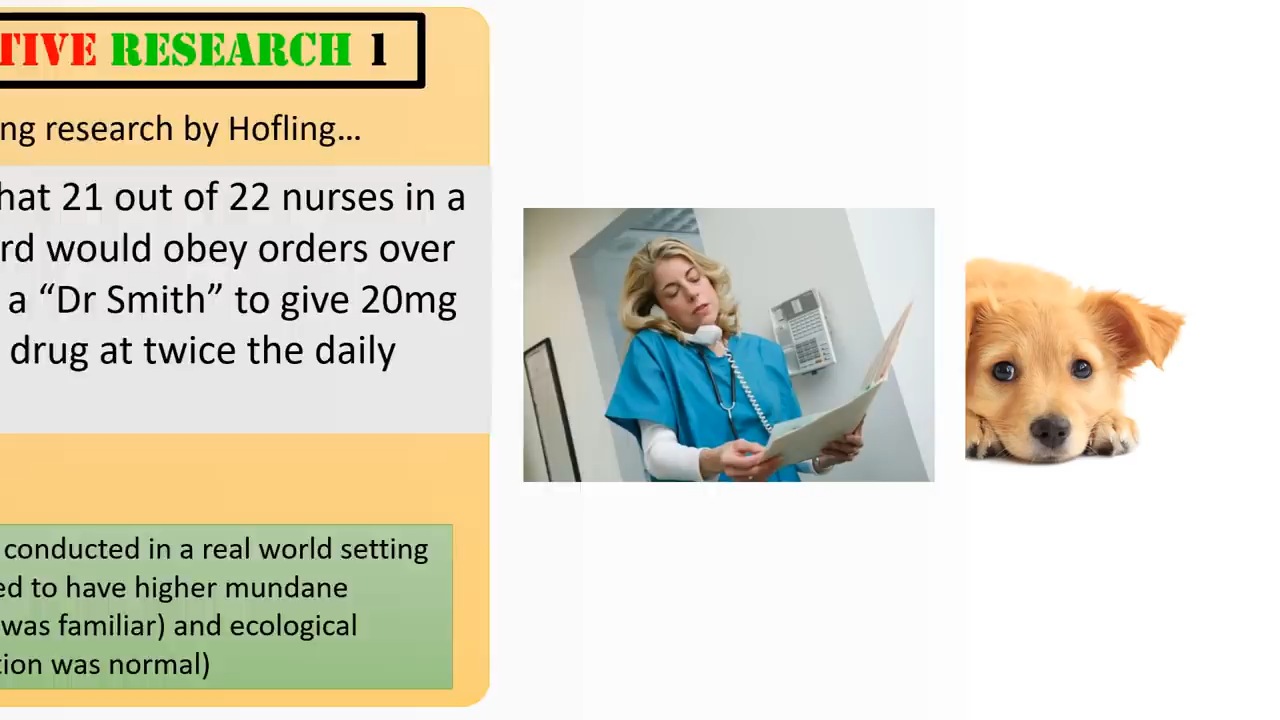 TIVE RESEARCH 1
ng research by Hofling...
hat 21 out of 22 nurses in a
rd would obey orders over
a “Dr Smith” to give 20mg
drug at twice the daily
conducted in a real world setting
ed to have higher mundane
was familiar) and ecological
tion was normal)